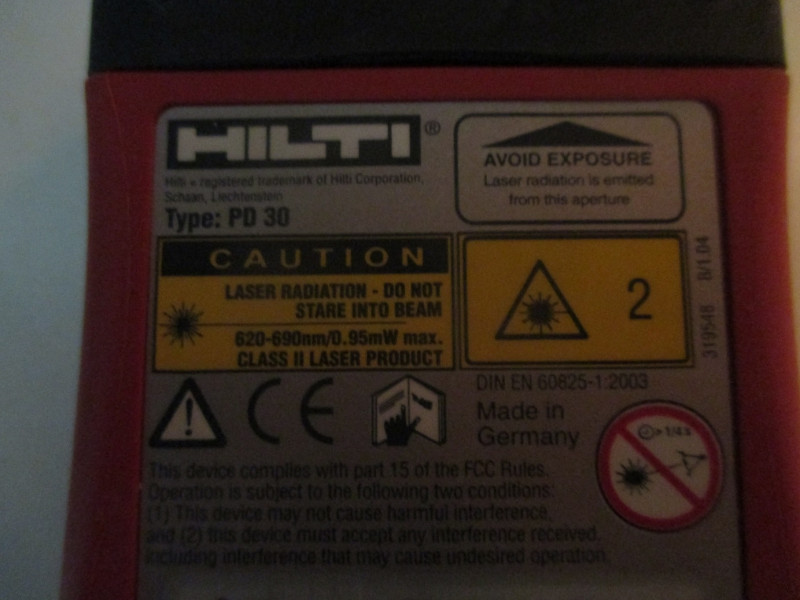 HILTI®
Hilti = registered trademark of Hilti Corporation,
Schaan, Liechtenstein
Type: PD 30
AVOID EXPOSURE
Laser radiation is emitted
from this aperture
CAUTION
LASER RADIATION - DO NOT
STARE INTO BEAM
620-690nm/0.95mW max.
CLASS II LASER PRODUCT
2
319548 B/1.04
DIN EN 60825-1:2003
CE
Made in
Germany
> 1/4 s
This device complies with part 15 of the FCC Rules.
Operation is subject to the following two conditions:
(1) This device may not cause harmful interference,
and (2) this device must accept any interference received,
including interference that may cause undesired operation.